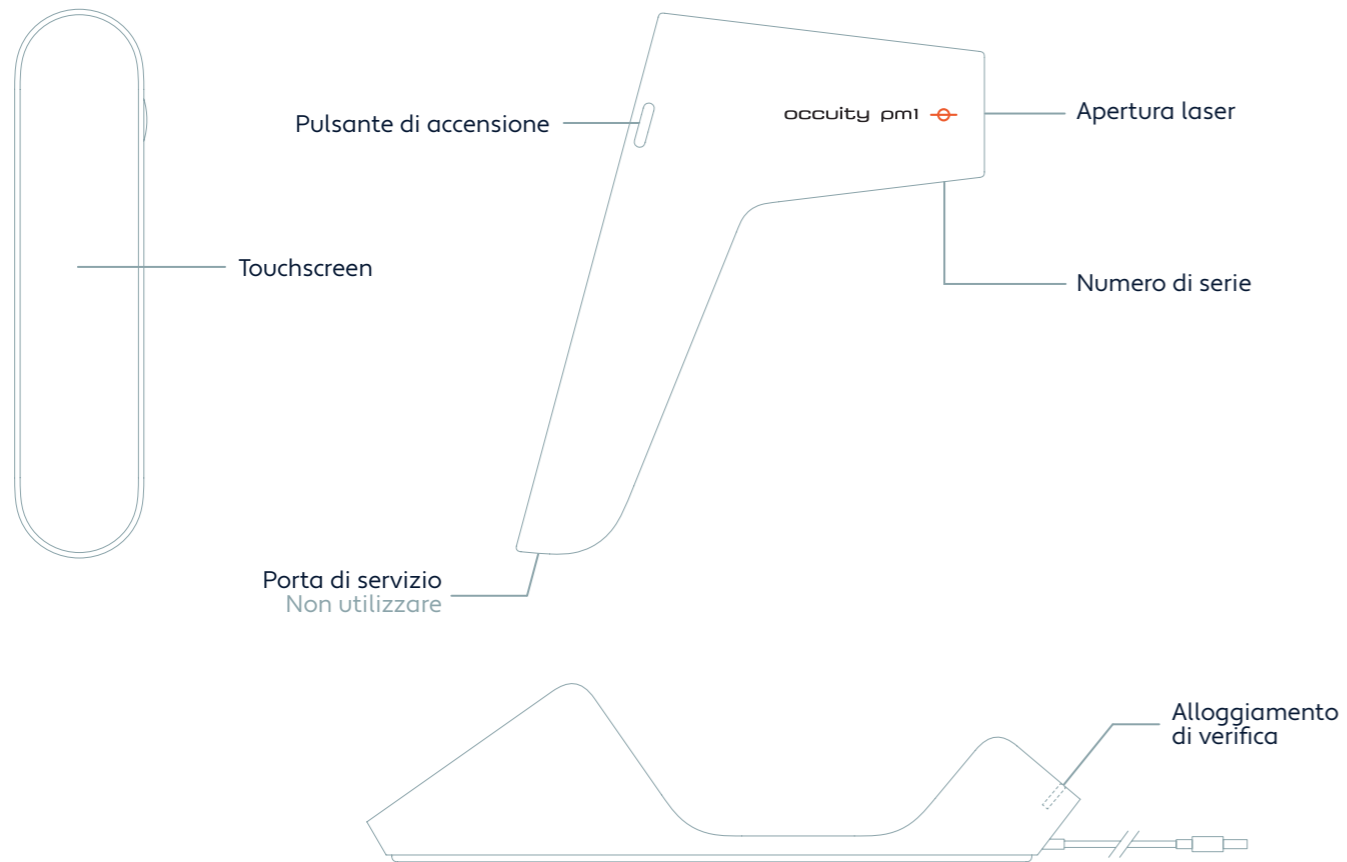 Pulsante di accensione
occuity pm1
Apertura laser
Touchscreen
Numero di serie
Porta di servizio
Non utilizzare
Alloggiamento
di verifica